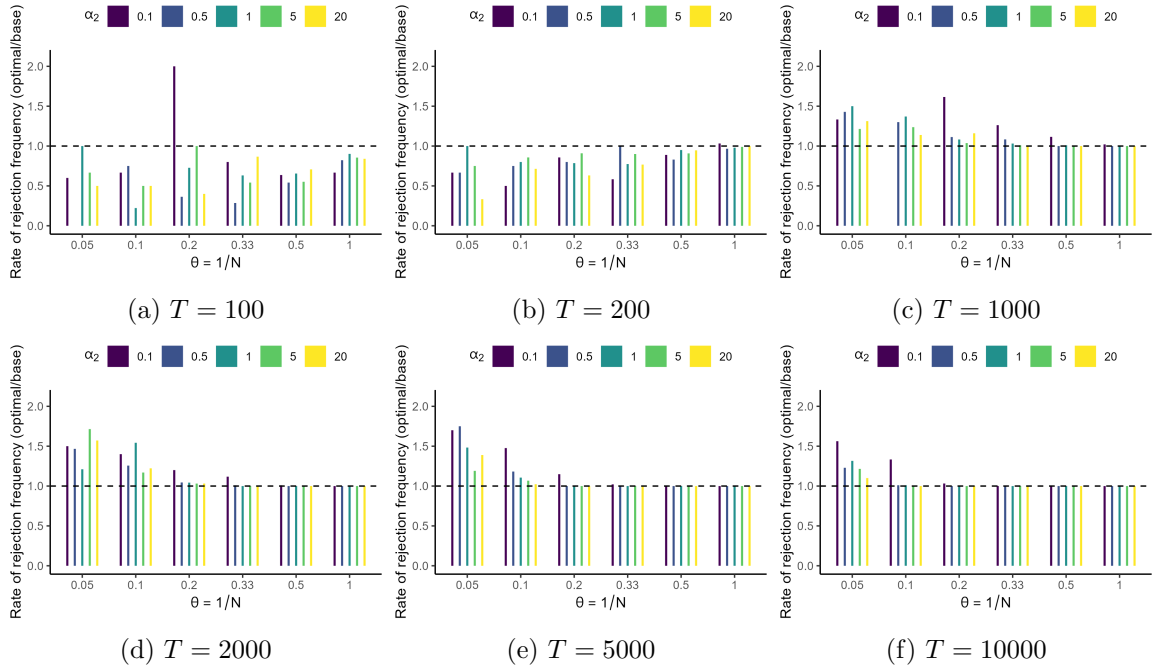 α2 0.1 0.5 1 5 20
Rate of rejection frequency (optimal/base)
2.0
1.5
1.0
0.5
0.0
0.05 0.1 0.2 0.33 0.5 1
θ = 1/N
(a) T = 100
α2 0.1 0.5 1 5 20
Rate of rejection frequency (optimal/base)
2.0
1.5
1.0
0.5
0.0
0.05 0.1 0.2 0.33 0.5 1
θ = 1/N
(b) T = 200
α2 0.1 0.5 1 5 20
Rate of rejection frequency (optimal/base)
2.0
1.5
1.0
0.5
0.0
0.05 0.1 0.2 0.33 0.5 1
θ = 1/N
(c) T = 1000
α2 0.1 0.5 1 5 20
Rate of rejection frequency (optimal/base)
2.0
1.5
1.0
0.5
0.0
0.05 0.1 0.2 0.33 0.5 1
θ = 1/N
(d) T = 2000
α2 0.1 0.5 1 5 20
Rate of rejection frequency (optimal/base)
2.0
1.5
1.0
0.5
0.0
0.05 0.1 0.2 0.33 0.5 1
θ = 1/N
(e) T = 5000
α2 0.1 0.5 1 5 20
Rate of rejection frequency (optimal/base)
2.0
1.5
1.0
0.5
0.0
0.05 0.1 0.2 0.33 0.5 1
θ = 1/N
(f) T = 10000